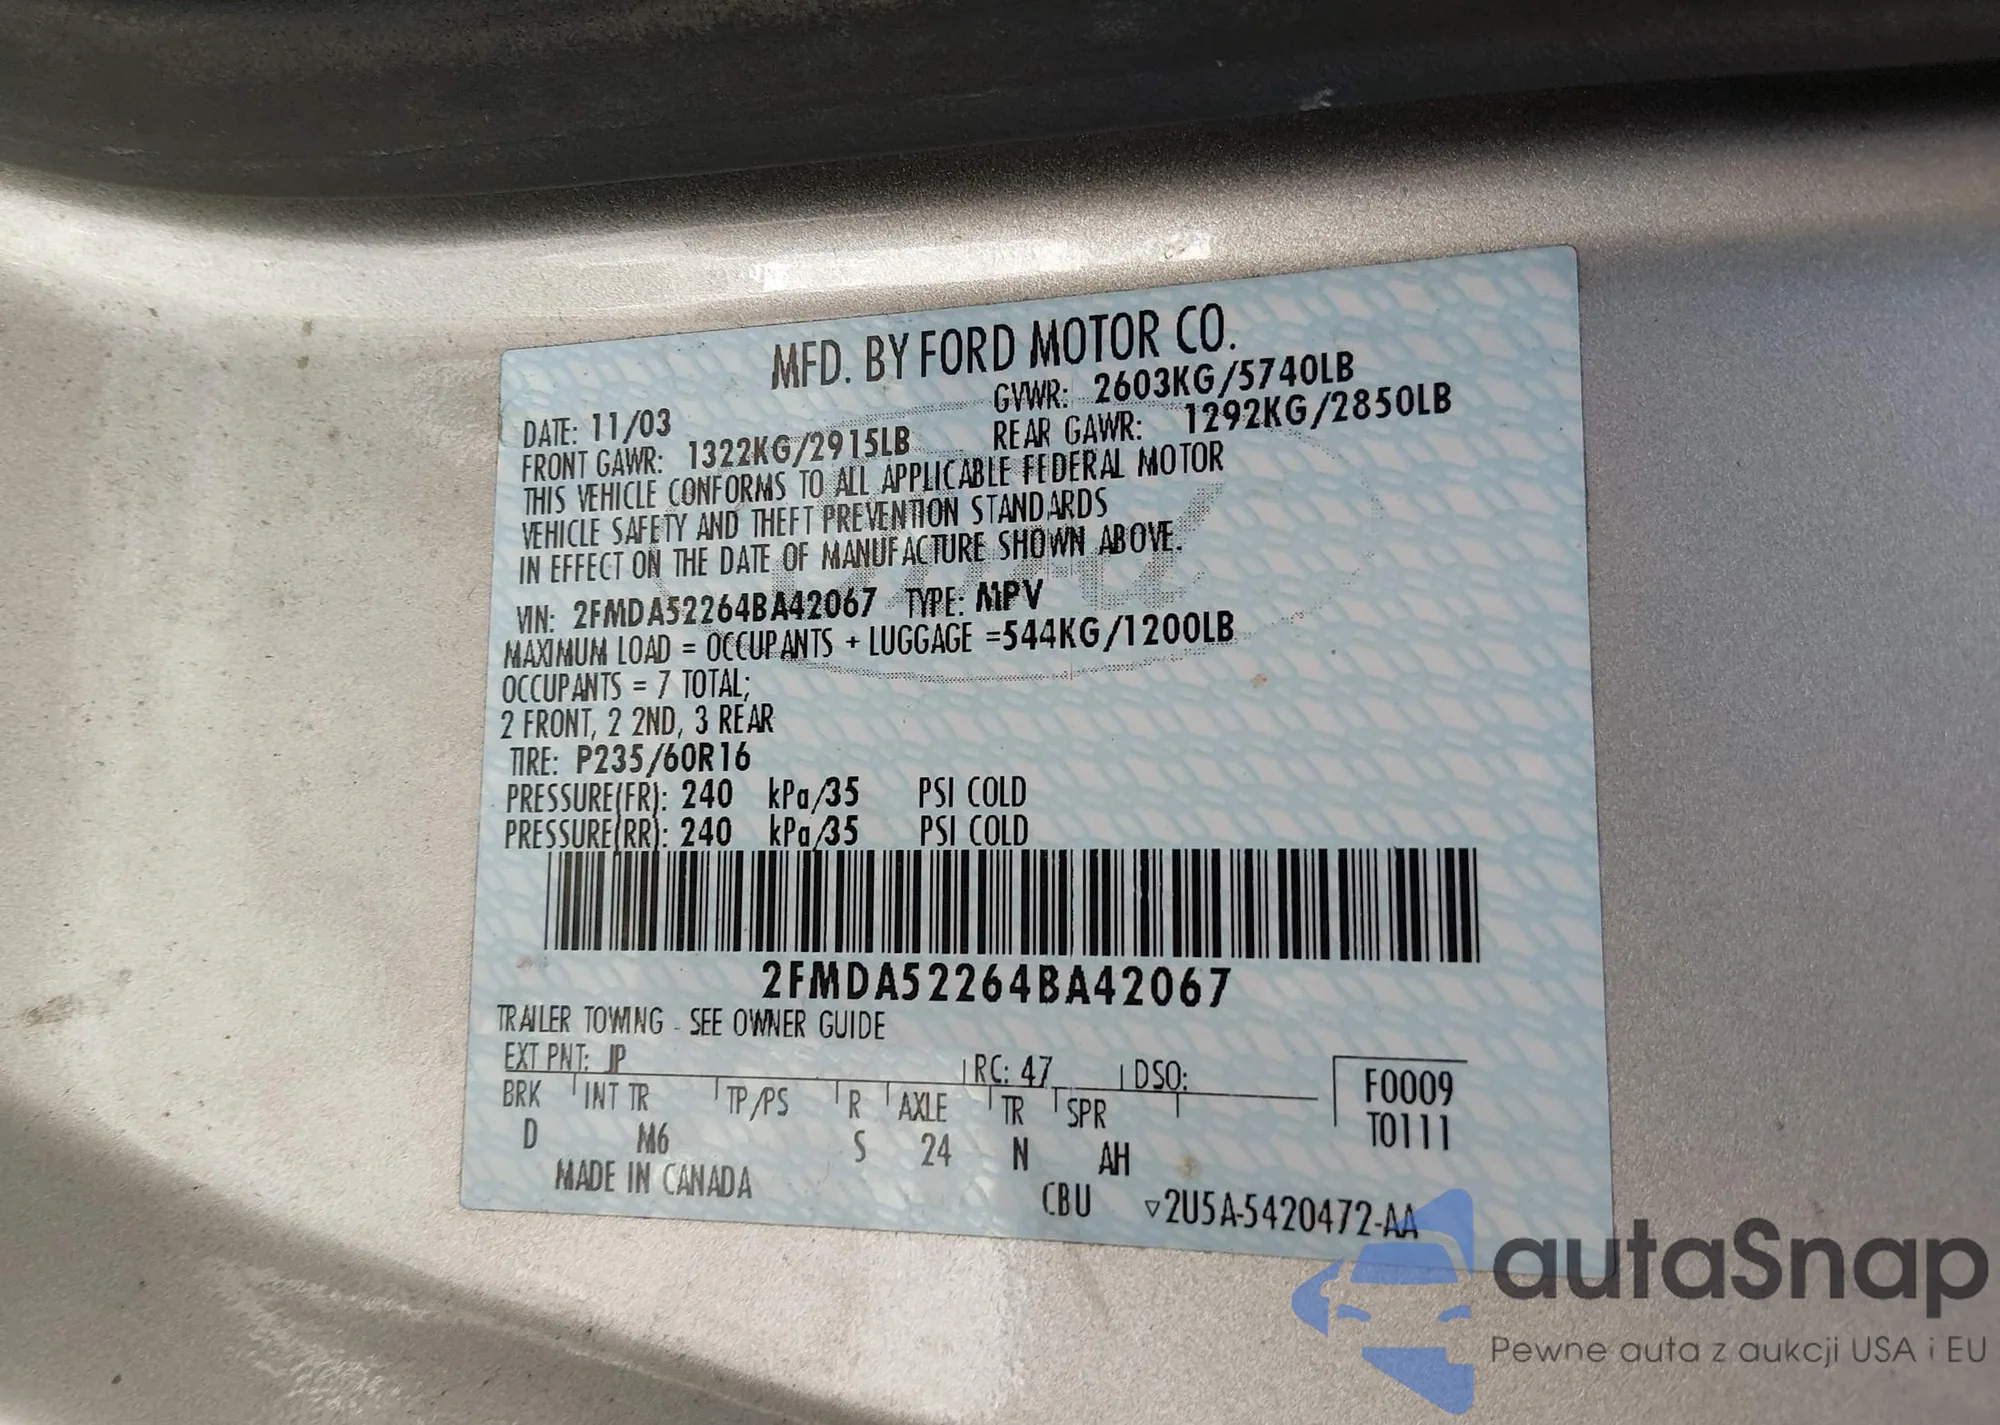 MFD. BY FORD MOTOR CO.
DATE: 11/03 GVWR: 2603KG/5740LB
FRONT GAWR: 1322KG/2915LB REAR GAWR: 1292KG/2850LB
THIS VEHICLE CONFORMS TO ALL APPLICABLE FEDERAL MOTOR
VEHICLE SAFETY AND THEFT PREVENTION STANDARDS
IN EFFECT ON THE DATE OF MANUFACTURE SHOWN ABOVE.
VIN: 2FMDA52264BA42067 TYPE: MPV
MAXIMUM LOAD = OCCUPANTS + LUGGAGE =544KG/1200LB
OCCUPANTS = 7 TOTAL;
2 FRONT, 2 2ND, 3 REAR
TIRE: P235/60R16
PRESSURE(FR): 240 kPa/35 PSI COLD
PRESSURE(RR): 240 kPa/35 PSI COLD
2FMDA52264BA42067
TRAILER TOWING - SEE OWNER GUIDE
EXT PNT: JP RC: 47 DSO: F0009
BRK INT TR TP/PS R AXLE TR SPR T0111
D M6 S 24 N AH
MADE IN CANADA CBU ▽2U5A-5420472-AA
autaSnap
Pewne auta z aukcji USA i EU